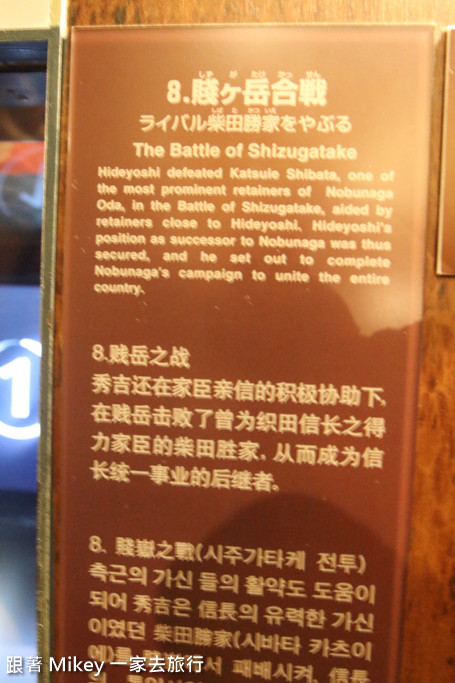 しず が たけ かっ せん
8.賤ヶ岳合戦
しば た かつ いえ
ライバル柴田勝家をやぶる
The Battle of Shizugatake
Hideyoshi defeated Katsuie Shibata, one of
the most prominent retainers of Nobunaga
Oda, in the Battle of Shizugatake, aided by
retainers close to Hideyoshi. Hideyoshi's
position as successor to Nobunaga was thus
secured, and he set out to complete
Nobunaga's campaign to unite the entire
country.
8.贱岳之战
秀吉还在家臣亲信的积极协助下,
在贱岳击败了曾为织田信长之得
力家臣的柴田胜家, 从而成为信
长统一事业的后继者。
8. 賤嶽之戰(시주가타케 전투)
측근의 가신 들의 활약도 도움이
되어 秀吉은 信長의 유력한 가신
이였던 柴田勝家(시바타 카츠이
에)를 서 패배시켜, 信長
1
跟著 Mikey 一家去旅行